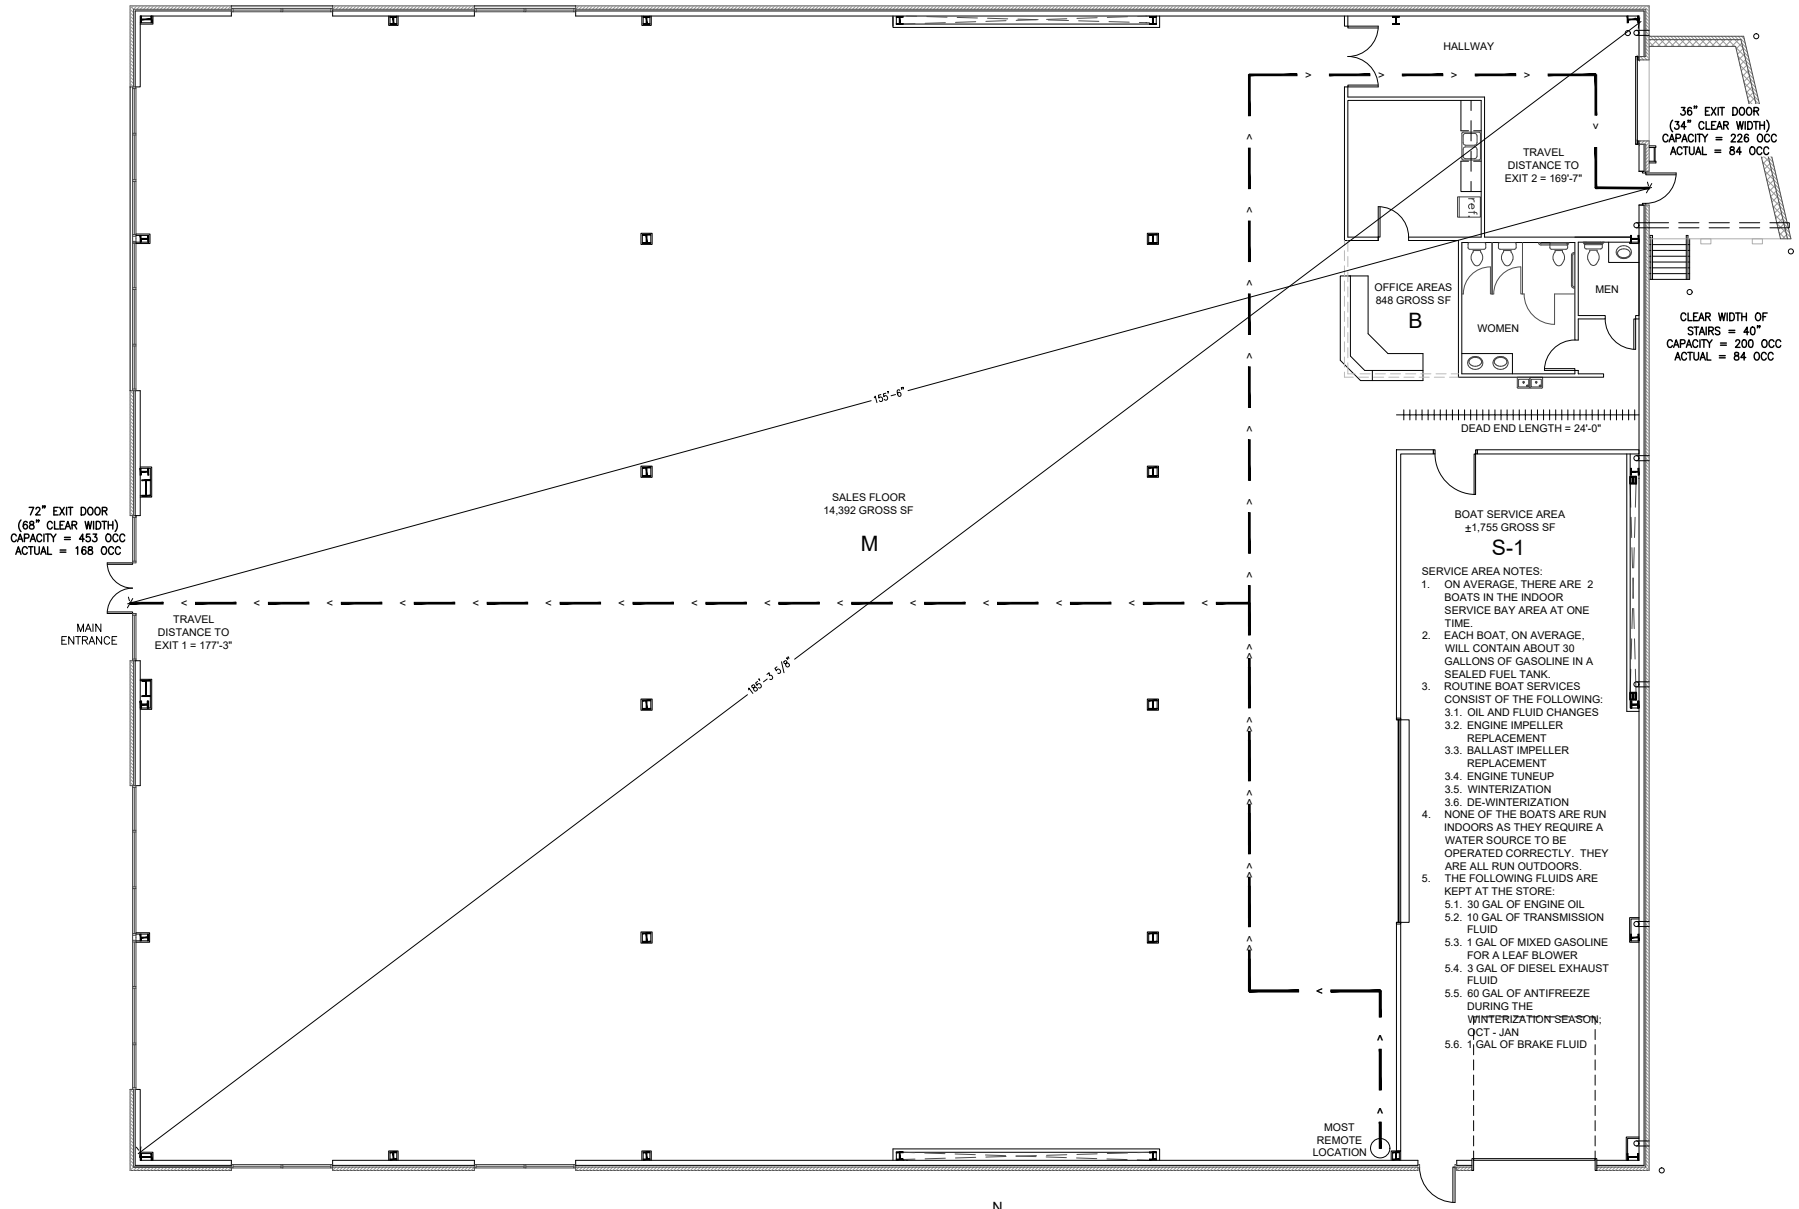 HALLWAY
36" EXIT DOOR
(34" CLEAR WIDTH)
CAPACITY = 226 OCC
ACTUAL = 84 OCC
TRAVEL
DISTANCE TO
EXIT 2 = 169'-7"
ref
OFFICE AREAS
848 GROSS SF
B
WOMEN
MEN
CLEAR WIDTH OF
STAIRS = 40"
CAPACITY = 200 OCC
ACTUAL = 84 OCC
155'-6"
DEAD END LENGTH = 24'-0"
SALES FLOOR
14,392 GROSS SF
M
72" EXIT DOOR
(68" CLEAR WIDTH)
CAPACITY = 453 OCC
ACTUAL = 168 OCC
MAIN
ENTRANCE
TRAVEL
DISTANCE TO
EXIT 1 = 177'-3"
185'-3 5/8"
BOAT SERVICE AREA
±1,755 GROSS SF
S-1
SERVICE AREA NOTES:
1. ON AVERAGE, THERE ARE 2
BOATS IN THE INDOOR
SERVICE BAY AREA AT ONE
TIME.
2. EACH BOAT, ON AVERAGE,
WILL CONTAIN ABOUT 30
GALLONS OF GASOLINE IN A
SEALED FUEL TANK.
3. ROUTINE BOAT SERVICES
CONSIST OF THE FOLLOWING:
3.1. OIL AND FLUID CHANGES
3.2. ENGINE IMPELLER
REPLACEMENT
3.3. BALLAST IMPELLER
REPLACEMENT
3.4. ENGINE TUNEUP
3.5. WINTERIZATION
3.6. DE-WINTERIZATION
4. NONE OF THE BOATS ARE RUN
INDOORS AS THEY REQUIRE A
WATER SOURCE TO BE
OPERATED CORRECTLY. THEY
ARE ALL RUN OUTDOORS.
5. THE FOLLOWING FLUIDS ARE
KEPT AT THE STORE:
5.1. 30 GAL OF ENGINE OIL
5.2. 10 GAL OF TRANSMISSION
FLUID
5.3. 1 GAL OF MIXED GASOLINE
FOR A LEAF BLOWER
5.4. 3 GAL OF DIESEL EXHAUST
FLUID
5.5. 60 GAL OF ANTIFREEZE
DURING THE
WINTERIZATION SEASON;
OCT - JAN
5.6. 1 GAL OF BRAKE FLUID
MOST
REMOTE
LOCATION
N